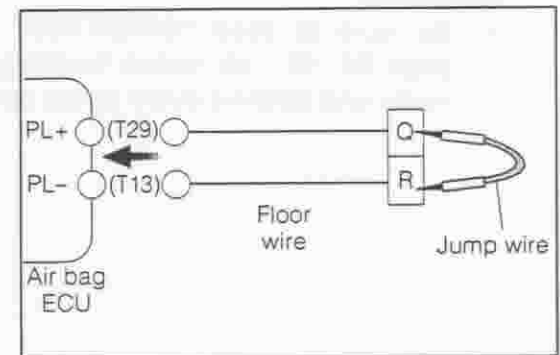 PL+ (T29) Q
PL− (T13) R
Floor
wire
Jump wire
Air bag
ECU